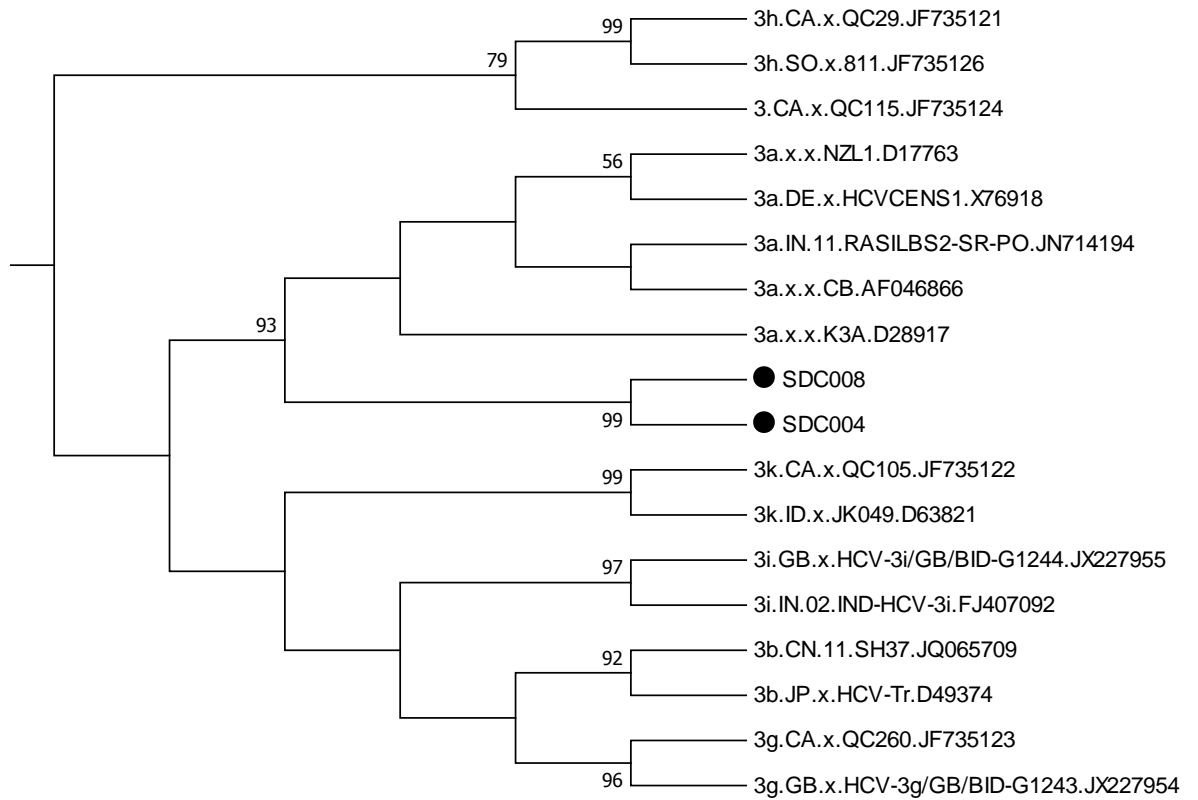 99
3h.CA.x.QC29.JF735121
79
3h.SO.x.811.JF735126
3.CA.x.QC115.JF735124
56
3a.x.x.NZL1.D17763
3a.DE.x.HCVCENS1.X76918
3a.IN.11.RASILBS2-SR-PO.JN714194
3a.x.x.CB.AF046866
93
3a.x.x.K3A.D28917
SDC008
99
SDC004
99
3k.CA.x.QC105.JF735122
3k.ID.x.JK049.D63821
97
3i.GB.x.HCV-3i/GB/BID-G1244.JX227955
3i.IN.02.IND-HCV-3i.FJ407092
92
3b.CN.11.SH37.JQ065709
3b.JP.x.HCV-Tr.D49374
3g.CA.x.QC260.JF735123
96
3g.GB.x.HCV-3g/GB/BID-G1243.JX227954